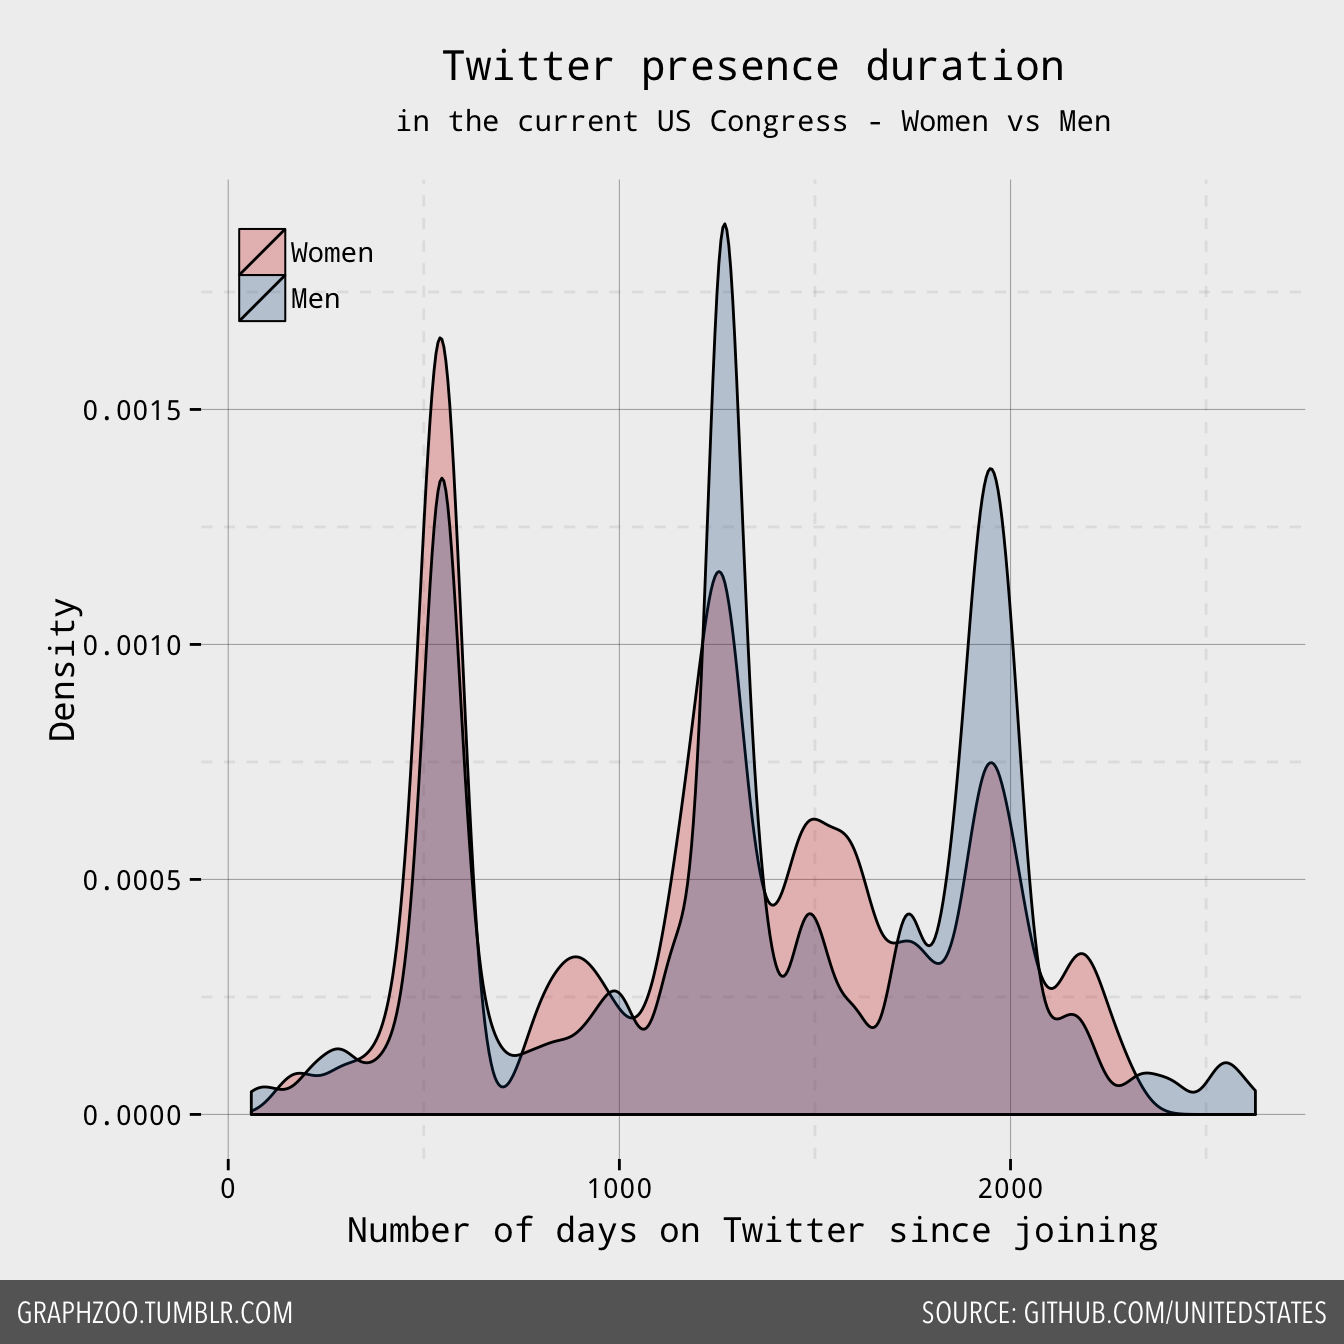 Twitter presence duration
in the current US Congress - Women vs Men
Women
Men
0.0015
0.0010
0.0005
0.0000
Density
0 1000 2000
Number of days on Twitter since joining
GRAPHZOO.TUMBLR.COM SOURCE: GITHUB.COM/UNITEDSTATES